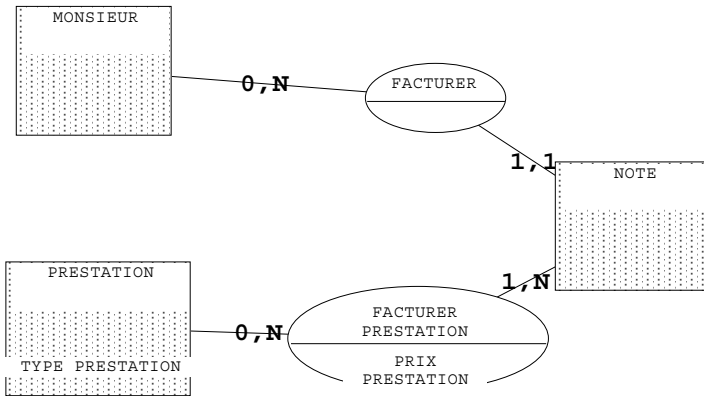 MONSIEUR
0,N
FACTURER
1,1
NOTE
PRESTATION
TYPE PRESTATION
0,N
FACTURER
PRESTATION
PRIX
PRESTATION
1,N